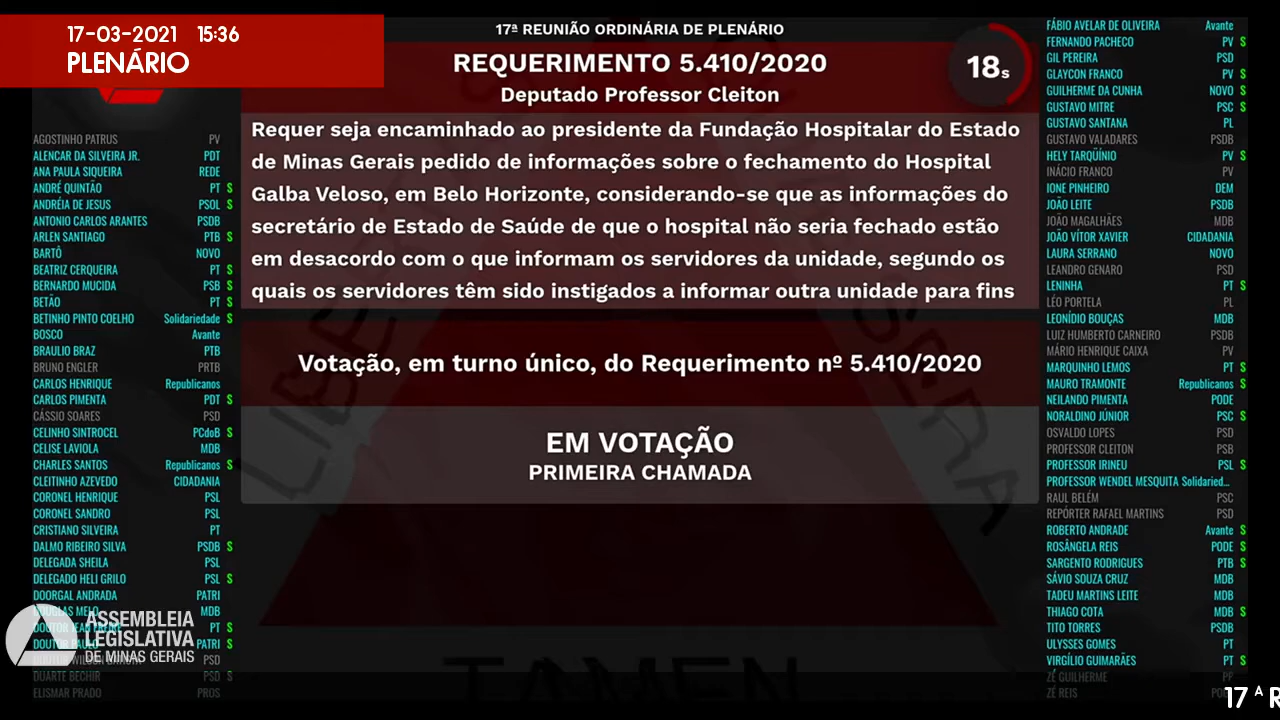 17-03-2021 15:36
PLENÁRIO
17ª REUNIÃO ORDINÁRIA DE PLENÁRIO
REQUERIMENTO 5.410/2020
Deputado Professor Cleiton
18s
Requer seja encaminhado ao presidente da Fundação Hospitalar do Estado
de Minas Gerais pedido de informações sobre o fechamento do Hospital
Galba Veloso, em Belo Horizonte, considerando-se que as informações do
secretário de Estado de Saúde de que o hospital não seria fechado estão
em desacordo com o que informam os servidores da unidade, segundo os
quais os servidores têm sido instigados a informar outra unidade para fins
Votação, em turno único, do Requerimento nº 5.410/2020
EM VOTAÇÃO
PRIMEIRA CHAMADA
AGOSTINHO PATRUS PV
ALENCAR DA SILVEIRA JR. PDT
ANA PAULA SIQUEIRA REDE
ANDRÉ QUINTÃO PT S
ANDRÉIA DE JESUS PSOL S
ANTONIO CARLOS ARANTES PSDB
ARLEN SANTIAGO PTB S
BARTÔ NOVO
BEATRIZ CERQUEIRA PT S
BERNARDO MUCIDA PSB S
BETÃO PT S
BETINHO PINTO COELHO Solidariedade S
BOSCO Avante
BRAULIO BRAZ PTB
BRUNO ENGLER PRTB
CARLOS HENRIQUE Republicanos
CARLOS PIMENTA PDT S
CÁSSIO SOARES PSD
CELINHO SINTROCEL PCdoB S
CELISE LAVIOLA MDB
CHARLES SANTOS Republicanos S
CLEITINHO AZEVEDO CIDADANIA
CORONEL HENRIQUE PSL
CORONEL SANDRO PSL
CRISTIANO SILVEIRA PT
DALMO RIBEIRO SILVA PSDB S
DELEGADA SHEILA PSL
DELEGADO HELI GRILO PSL S
DOORGAL ANDRADA PATRI
DOUGLAS MELO MDB
DOUTOR JEAN FREIRE PT S
DOUTOR PAULO PATRI S
DOUTOR WILSON PSD
DUARTE BECHIR PSD S
ELISMAR PRADO PROS
ASSEMBLEIA
LEGISLATIVA
DE MINAS GERAIS
FÁBIO AVELAR DE OLIVEIRA Avante
FERNANDO PACHECO PV S
GIL PEREIRA PSD
GLAYCON FRANCO PV S
GUILHERME DA CUNHA NOVO S
GUSTAVO MITRE PSC S
GUSTAVO SANTANA PL
GUSTAVO VALADARES PSDB
HELY TARQÜÍNIO PV S
INÁCIO FRANCO PV
IONE PINHEIRO DEM
JOÃO LEITE PSDB
JOÃO MAGALHÃES MDB
JOÃO VÍTOR XAVIER CIDADANIA
LAURA SERRANO NOVO
LEANDRO GENARO PSD
LENINHA PT S
LÉO PORTELA PL
LEONÍDIO BOUÇAS MDB
LUIZ HUMBERTO CARNEIRO PSDB
MÁRIO HENRIQUE CAIXA PV
MARQUINHO LEMOS PT S
MAURO TRAMONTE Republicanos S
NEILANDO PIMENTA PODE
NORALDINO JÚNIOR PSC S
OSVALDO LOPES PSD
PROFESSOR CLEITON PSB
PROFESSOR IRINEU PSL S
PROFESSOR WENDEL MESQUITA Solidaried...
RAUL BELÉM PSC
REPÓRTER RAFAEL MARTINS PSD
ROBERTO ANDRADE Avante S
ROSÂNGELA REIS PODE S
SARGENTO RODRIGUES PTB S
SÁVIO SOUZA CRUZ MDB
TADEU MARTINS LEITE MDB
THIAGO COTA MDB S
TITO TORRES PSDB
ULYSSES GOMES PT
VIRGÍLIO GUIMARÃES PT S
ZÉ GUILHERME
ZÉ REIS
17ª R
LIBERTAS
SERA
TAMEN